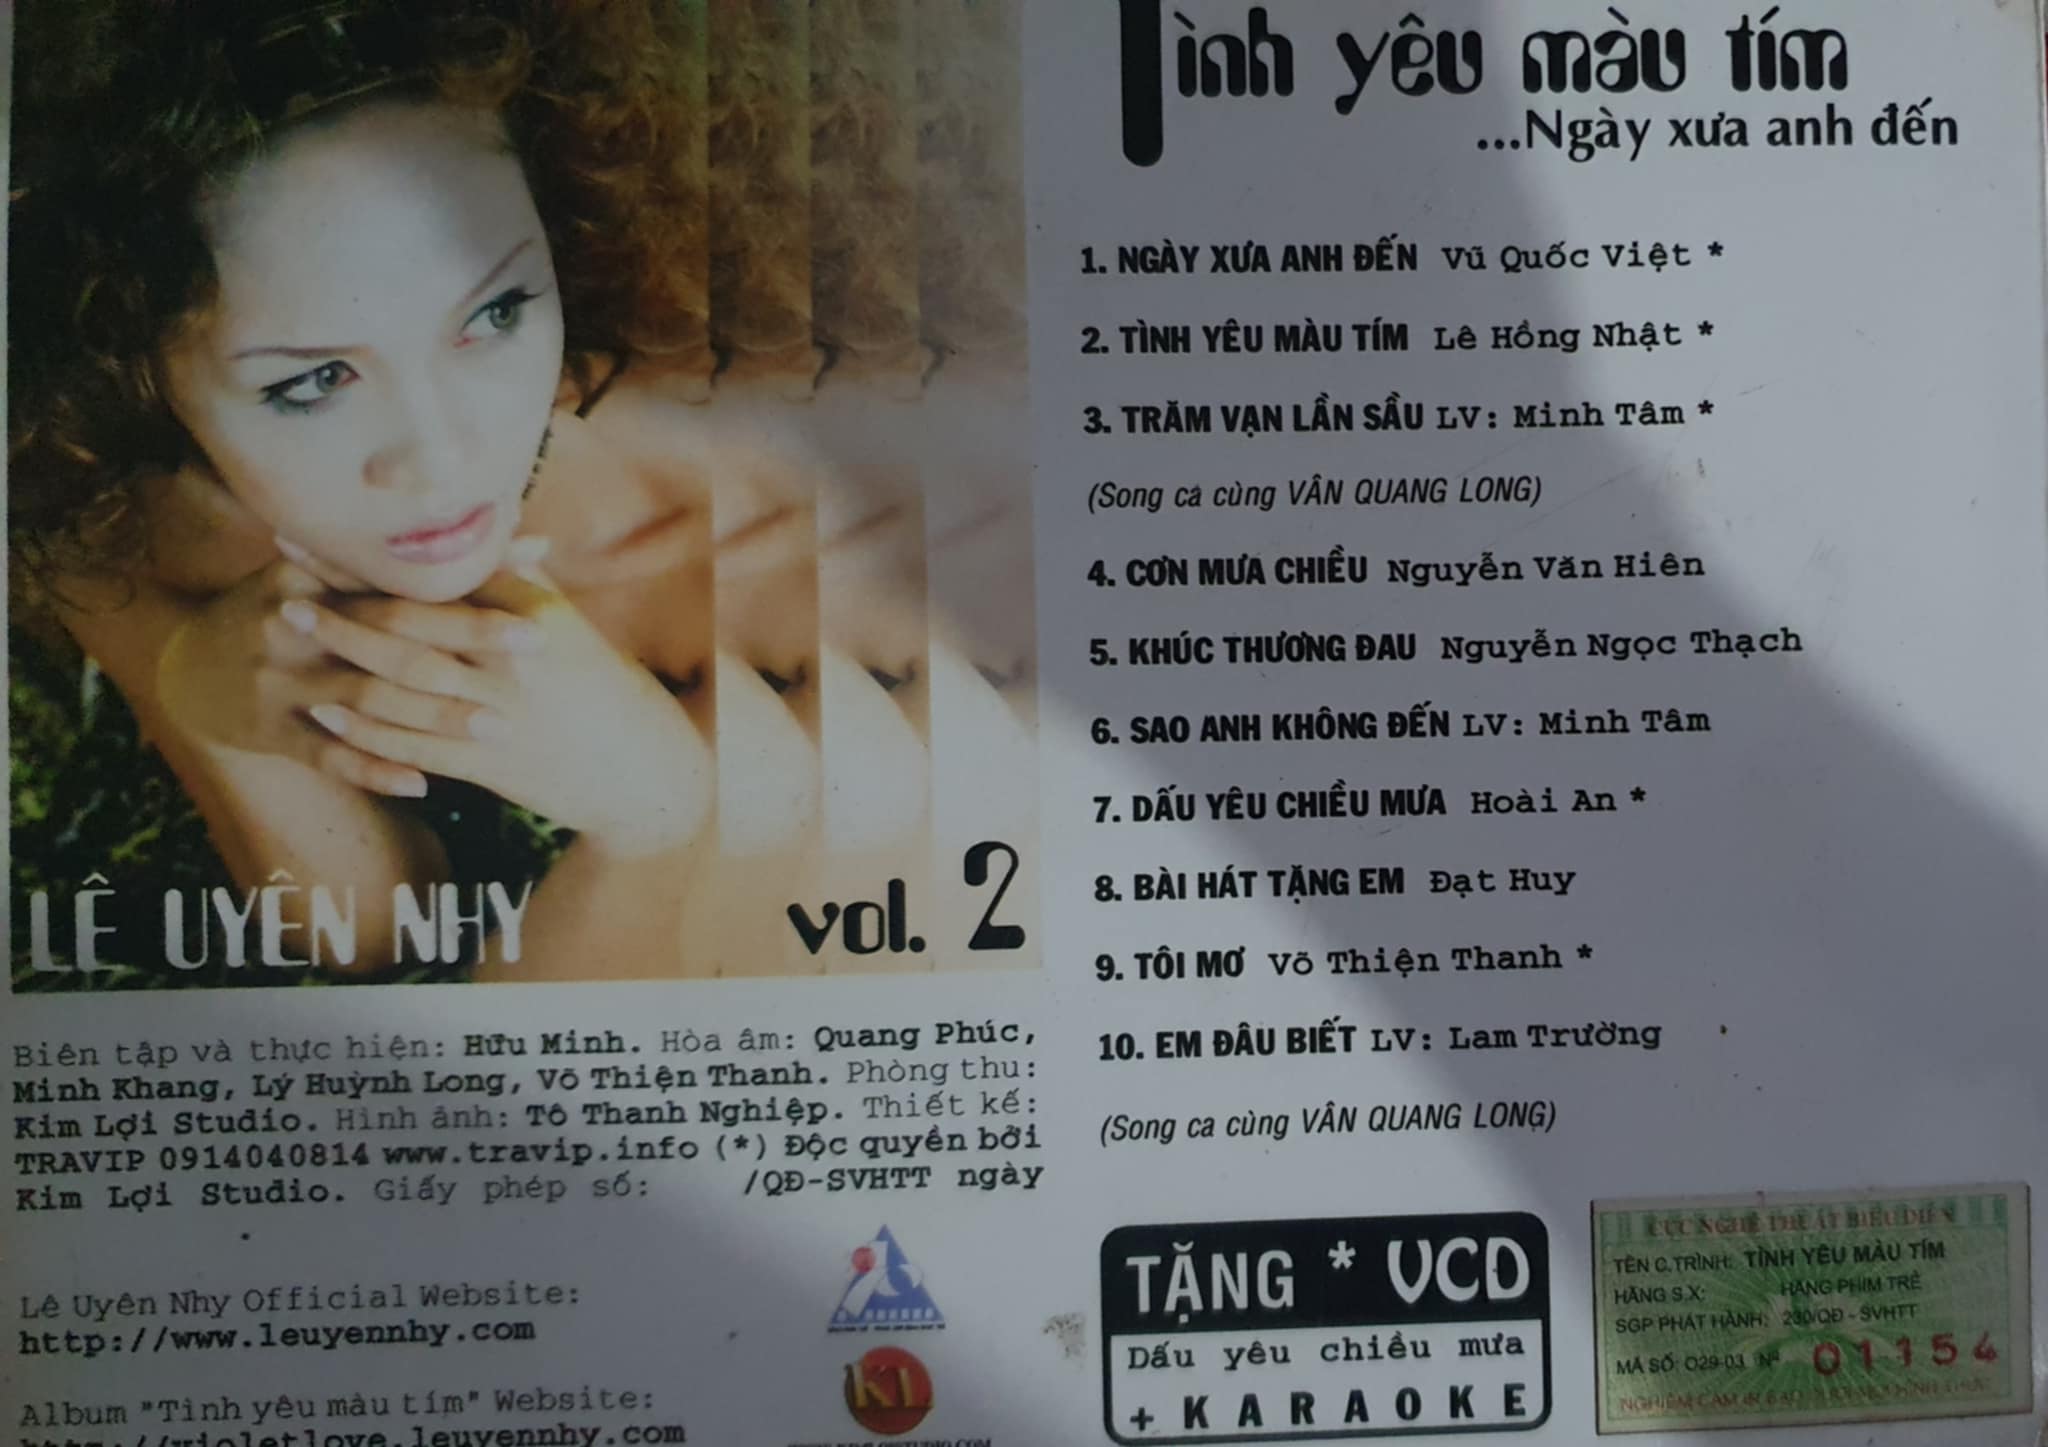 Tình yêu màu tím
...Ngày xưa anh đến
1. NGÀY XƯA ANH ĐẾN Vũ Quốc Việt *
2. TÌNH YÊU MÀU TÍM Lê Hồng Nhật *
3. TRĂM VẠN LẦN SẦU LV: Minh Tâm *
(Song ca cùng VÂN QUANG LONG)
4. CƠN MƯA CHIỀU Nguyễn Văn Hiên
5. KHÚC THƯƠNG ĐAU Nguyễn Ngọc Thạch
6. SAO ANH KHÔNG ĐẾN LV: Minh Tâm
7. DẤU YÊU CHIỀU MƯA Hoài An *
8. BÀI HÁT TẶNG EM Đạt Huy
9. TÔI MƠ Võ Thiện Thanh *
10. EM ĐÂU BIẾT LV: Lam Trường
(Song ca cùng VÂN QUANG LONG)
LÊ UYÊN NHY vol. 2
Biên tập và thực hiện: Hữu Minh. Hòa âm: Quang Phúc,
Minh Khang, Lý Huỳnh Long, Võ Thiện Thanh. Phòng thu:
Kim Lợi Studio. Hình ảnh: Tô Thanh Nghiệp. Thiết kế:
TRAVIP 0914040814 www.travip.info (*) Độc quyền bởi
Kim Lợi Studio. Giấy phép số: /QĐ-SVHTT ngày
Lê Uyên Nhy Official Website:
http://www.leuyennhy.com
Album "Tình yêu màu tím" Website:
http://violetlove.leuyennhy.com
KL
TẶNG * VCD
Dấu yêu chiều mưa
+ KARAOKE
CỤC NGHỆ THUẬT BIỂU DIỄN
TÊN C.TRÌNH: TÌNH YÊU MÀU TÍM
HÃNG S.X: HÃNG PHIM TRẺ
SGP PHÁT HÀNH: 230/QĐ - SVHTT
MÃ SỐ: 029-03 Nº 01154